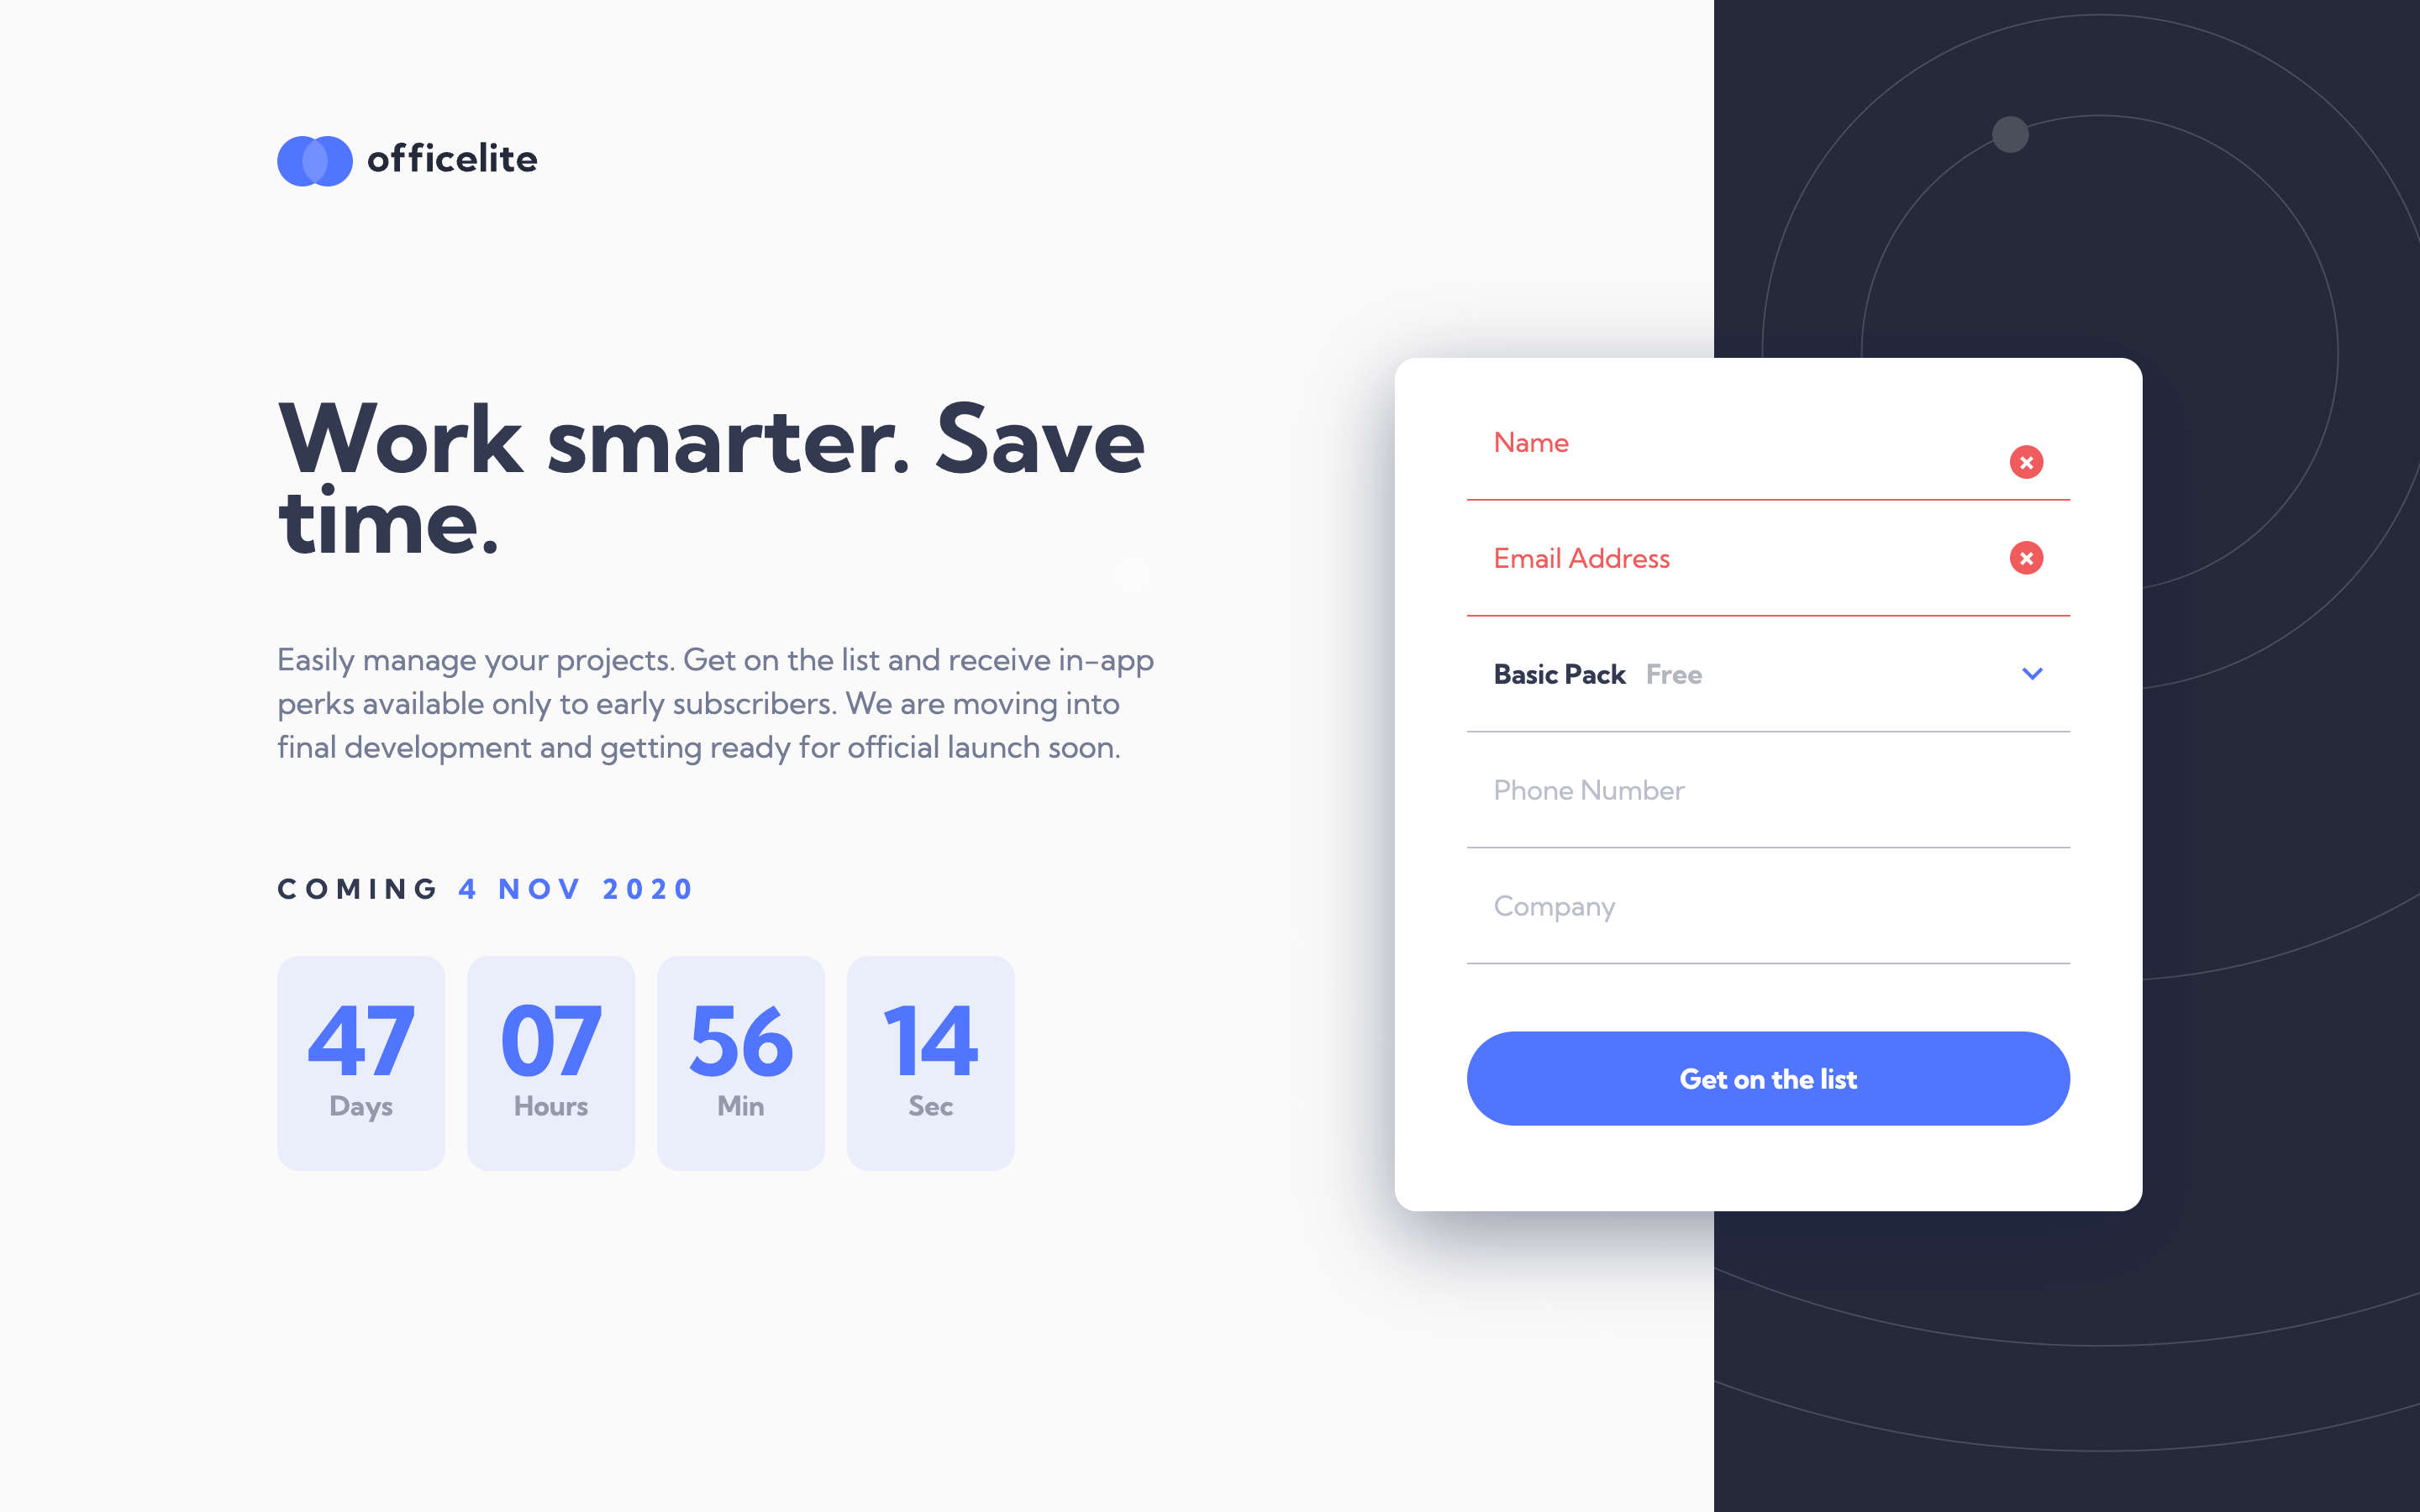 officelite
Work smarter. Save
time.
Easily manage your projects. Get on the list and receive in-app
perks available only to early subscribers. We are moving into
final development and getting ready for official launch soon.
COMING 4 NOV 2020
47 07 56 14
Days Hours Min Sec
Name
Email Address
Basic Pack Free
Phone Number
Company
Get on the list